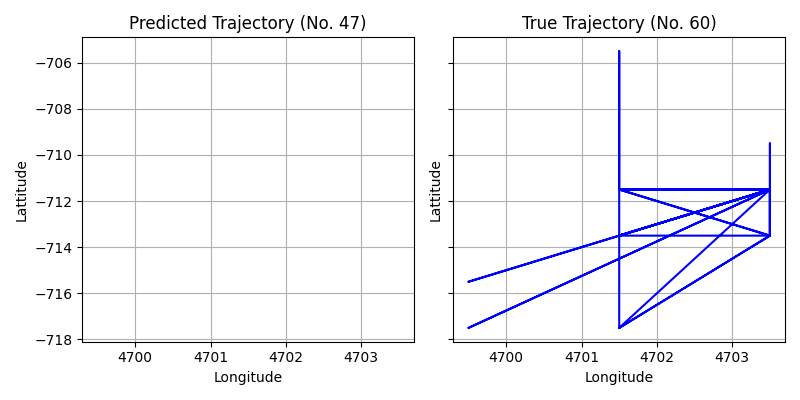 Predicted Trajectory (No. 47)
True Trajectory (No. 60)
Lattitude
−706
−708
−710
−712
−714
−716
−718
4700 4701 4702 4703
Longitude
Lattitude
4700 4701 4702 4703
Longitude